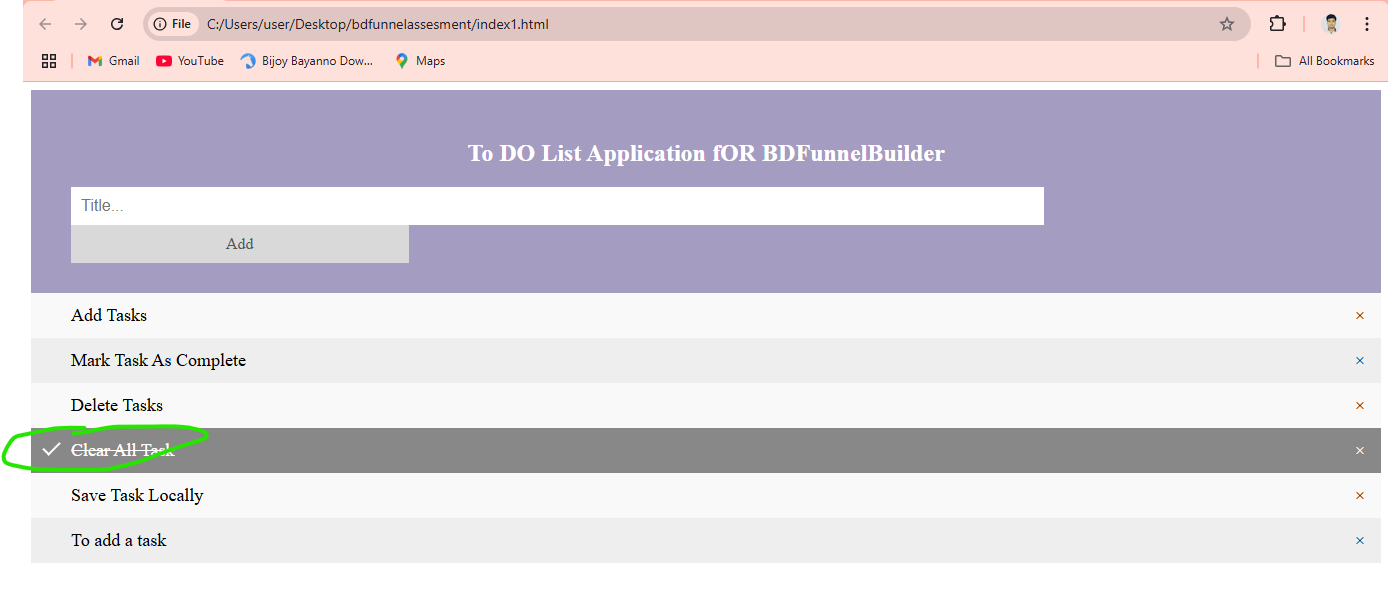 File C:/Users/user/Desktop/bdfunnelassesment/index1.html
Gmail YouTube Bijoy Bayanno Dow... Maps All Bookmarks
To DO List Application fOR BDFunnelBuilder
Title...
Add
Add Tasks ×
Mark Task As Complete ×
Delete Tasks ×
Clear All Task ×
Save Task Locally ×
To add a task ×